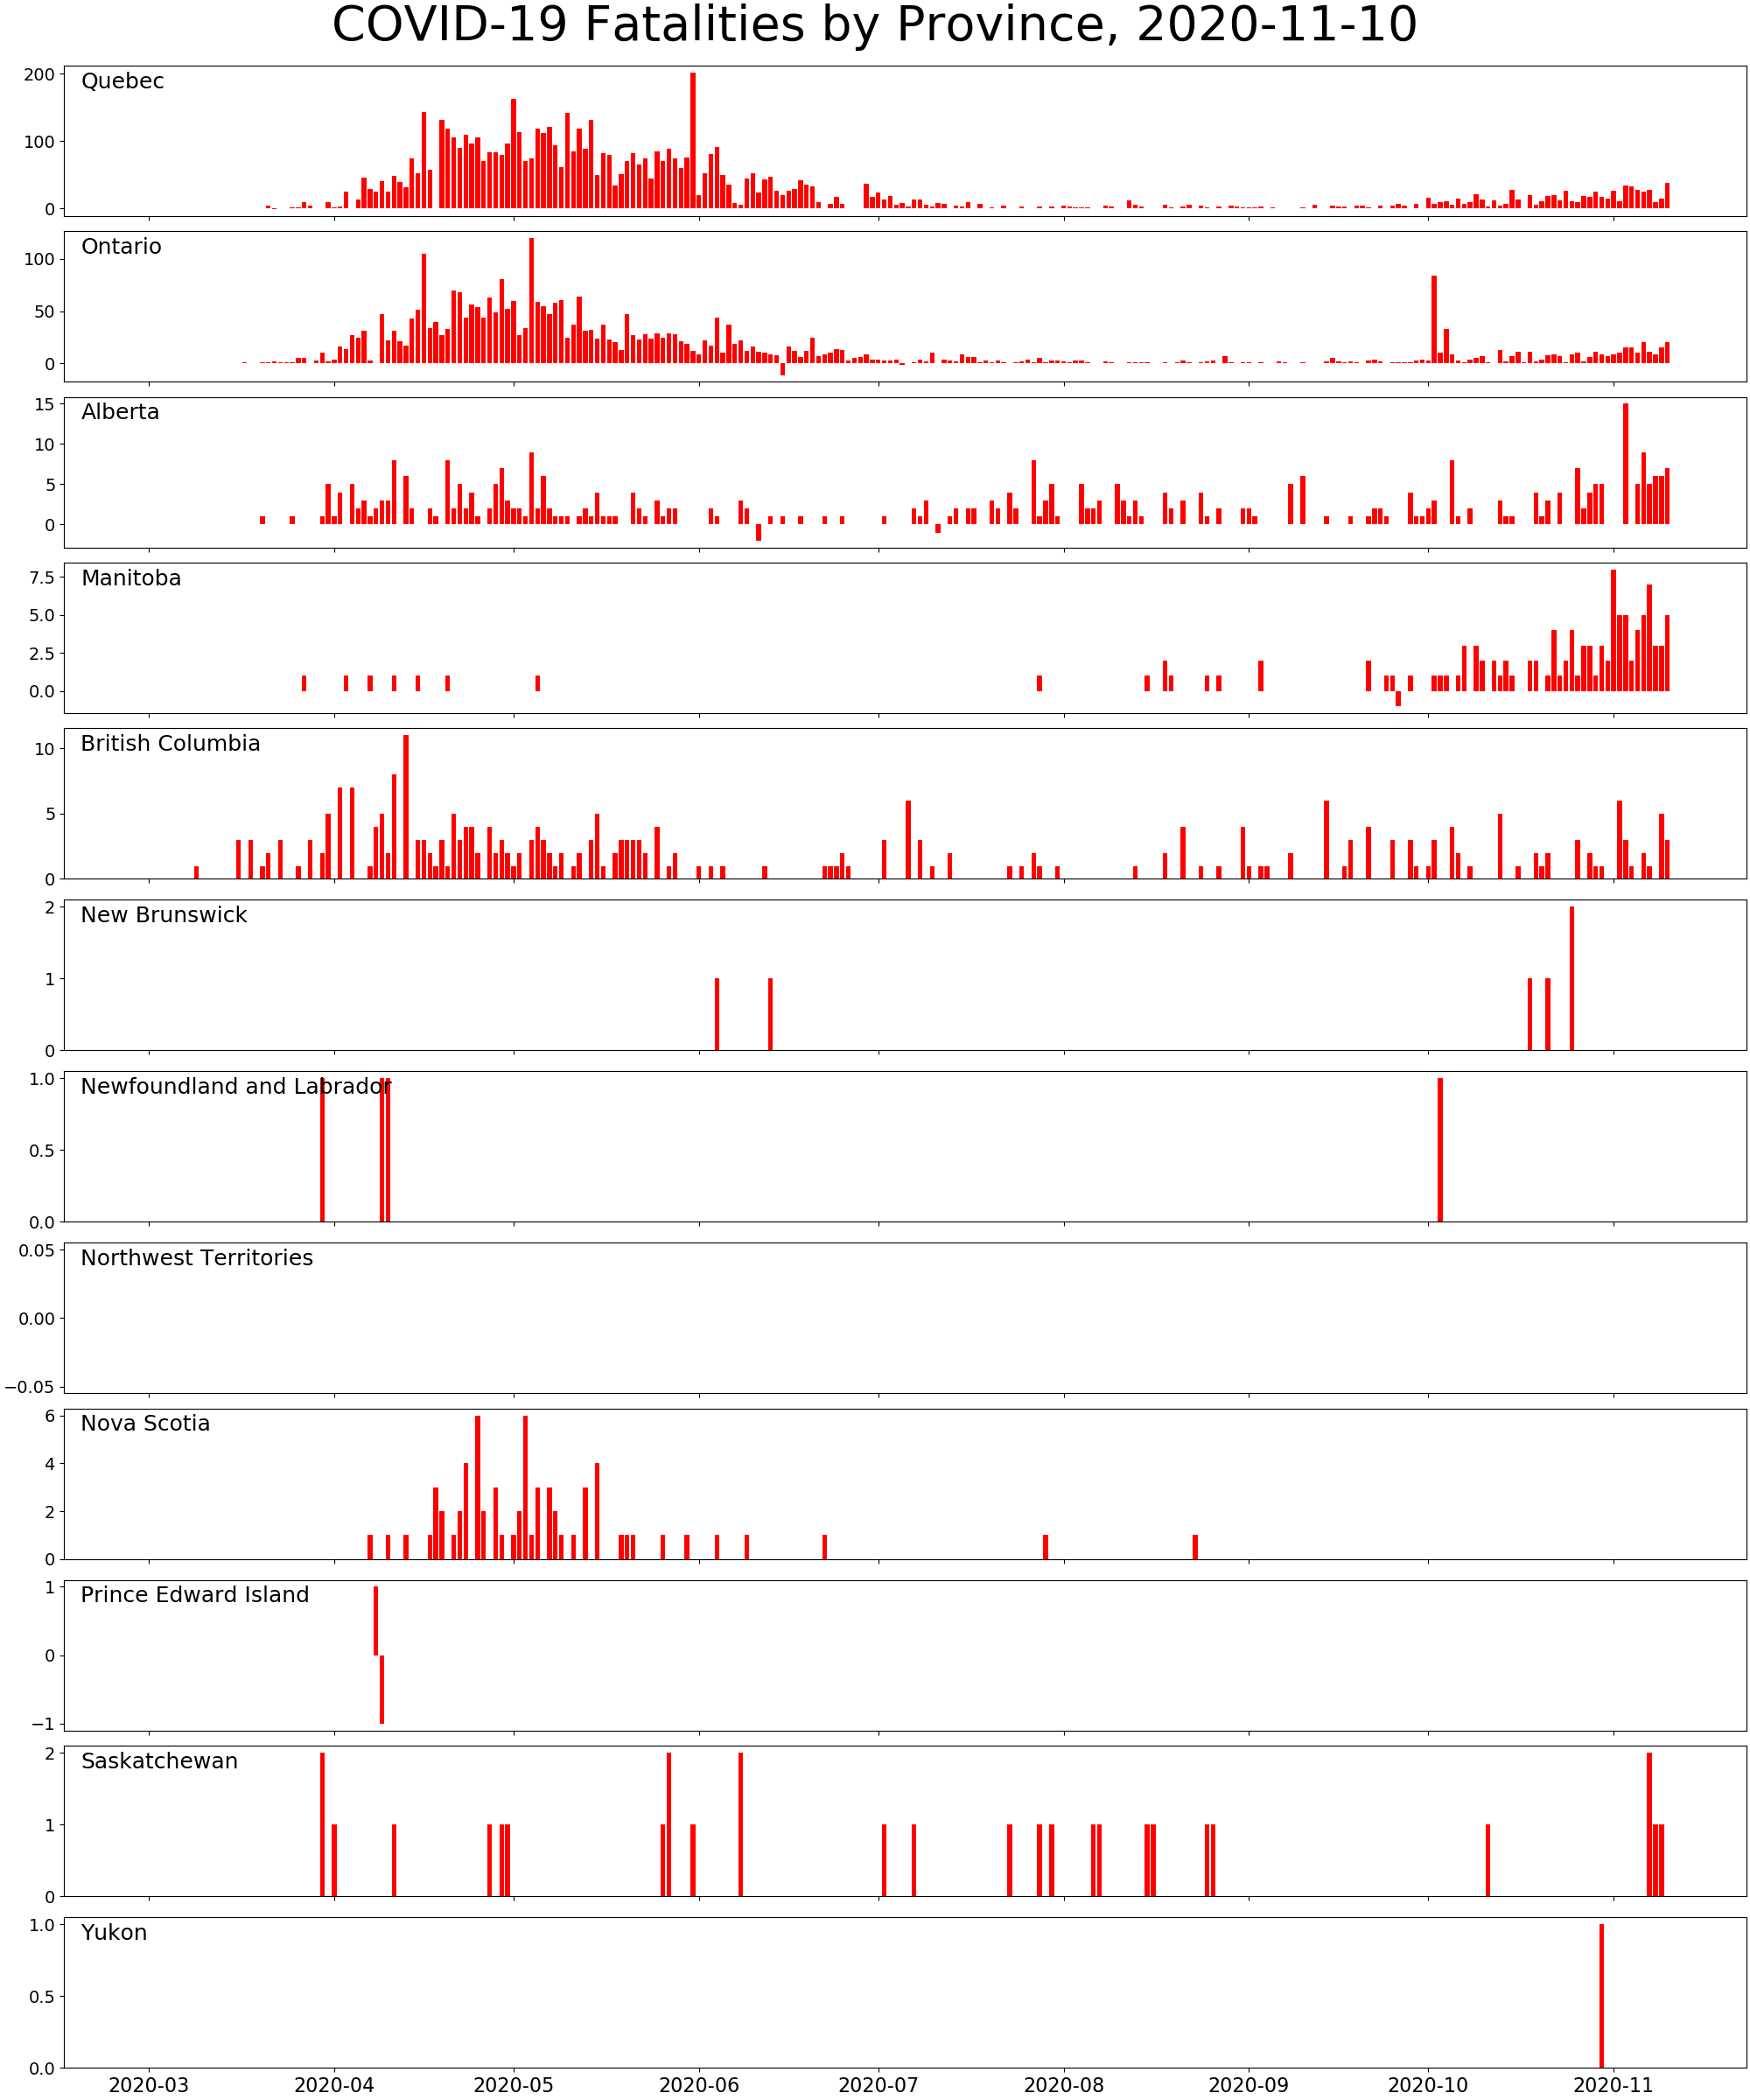 COVID-19 Fatalities by Province, 2020-11-10
Quebec
200
100
0
Ontario
100
50
0
Alberta
15
10
5
0
Manitoba
7.5
5.0
2.5
0.0
British Columbia
10
5
0
New Brunswick
2
1
0
Newfoundland and Labrador
1.0
0.5
0.0
Northwest Territories
0.05
0.00
−0.05
Nova Scotia
6
4
2
0
Prince Edward Island
1
0
−1
Saskatchewan
2
1
0
Yukon
1.0
0.5
0.0
2020-03 2020-04 2020-05 2020-06 2020-07 2020-08 2020-09 2020-10 2020-11